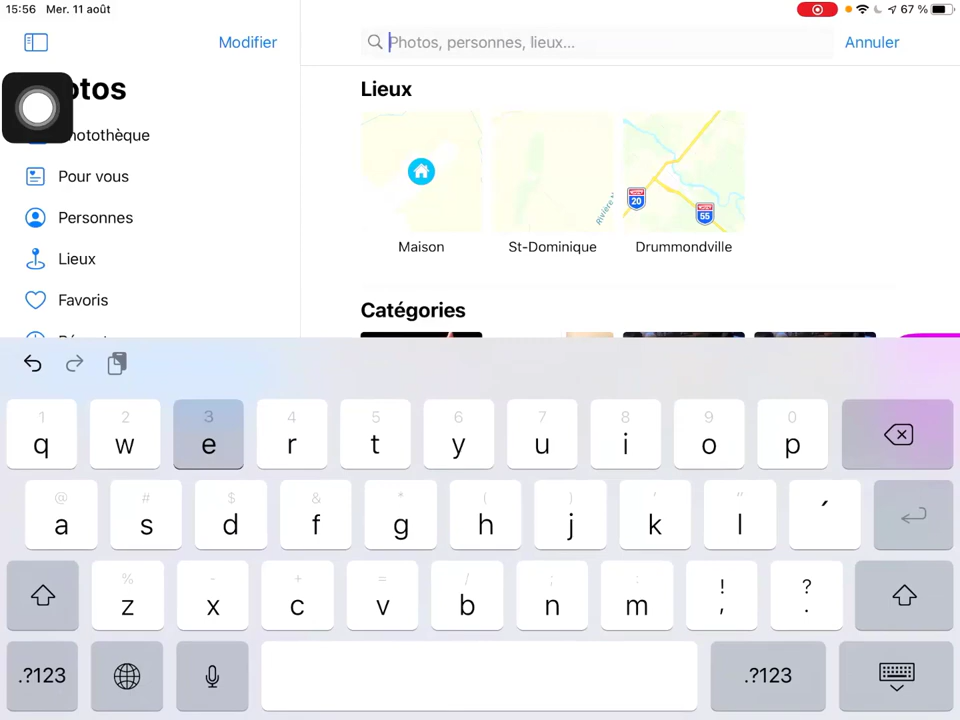 15:56 Mer. 11 août
67 %
Modifier
Photos, personnes, lieux...
Annuler
otos
hotothèque
Pour vous
Personnes
Lieux
Favoris
Lieux
20
55
Rivière
Maison
St-Dominique
Drummondville
Catégories
1 2 3 4 5 6 7 8 9 0
q w e r t y u i o p
@ # $ & * ( ) ' "
a s d f g h j k l ´
% - + = / ; : ! ?
z x c v b n m , .
.?123 .?123